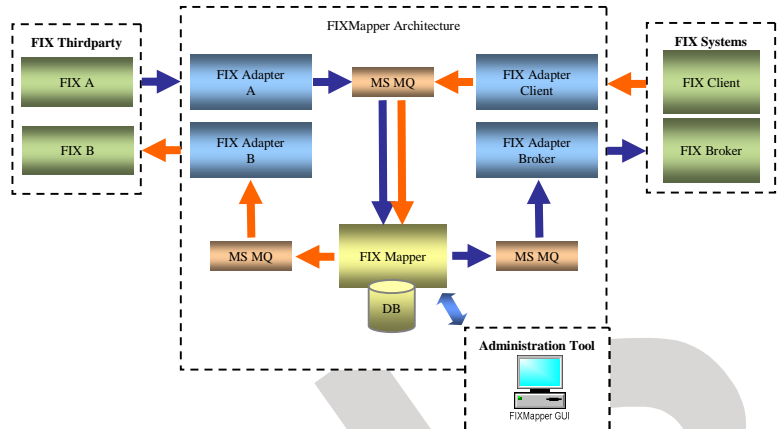 FIXMapper Architecture
FIX Thirdparty
FIX A
FIX B
FIX Adapter
A
MS MQ
FIX Adapter
Client
FIX Adapter
B
FIX Adapter
Broker
FIX Systems
FIX Client
FIX Broker
MS MQ
FIX Mapper
MS MQ
DB
Administration Tool
FIXMapper GUI